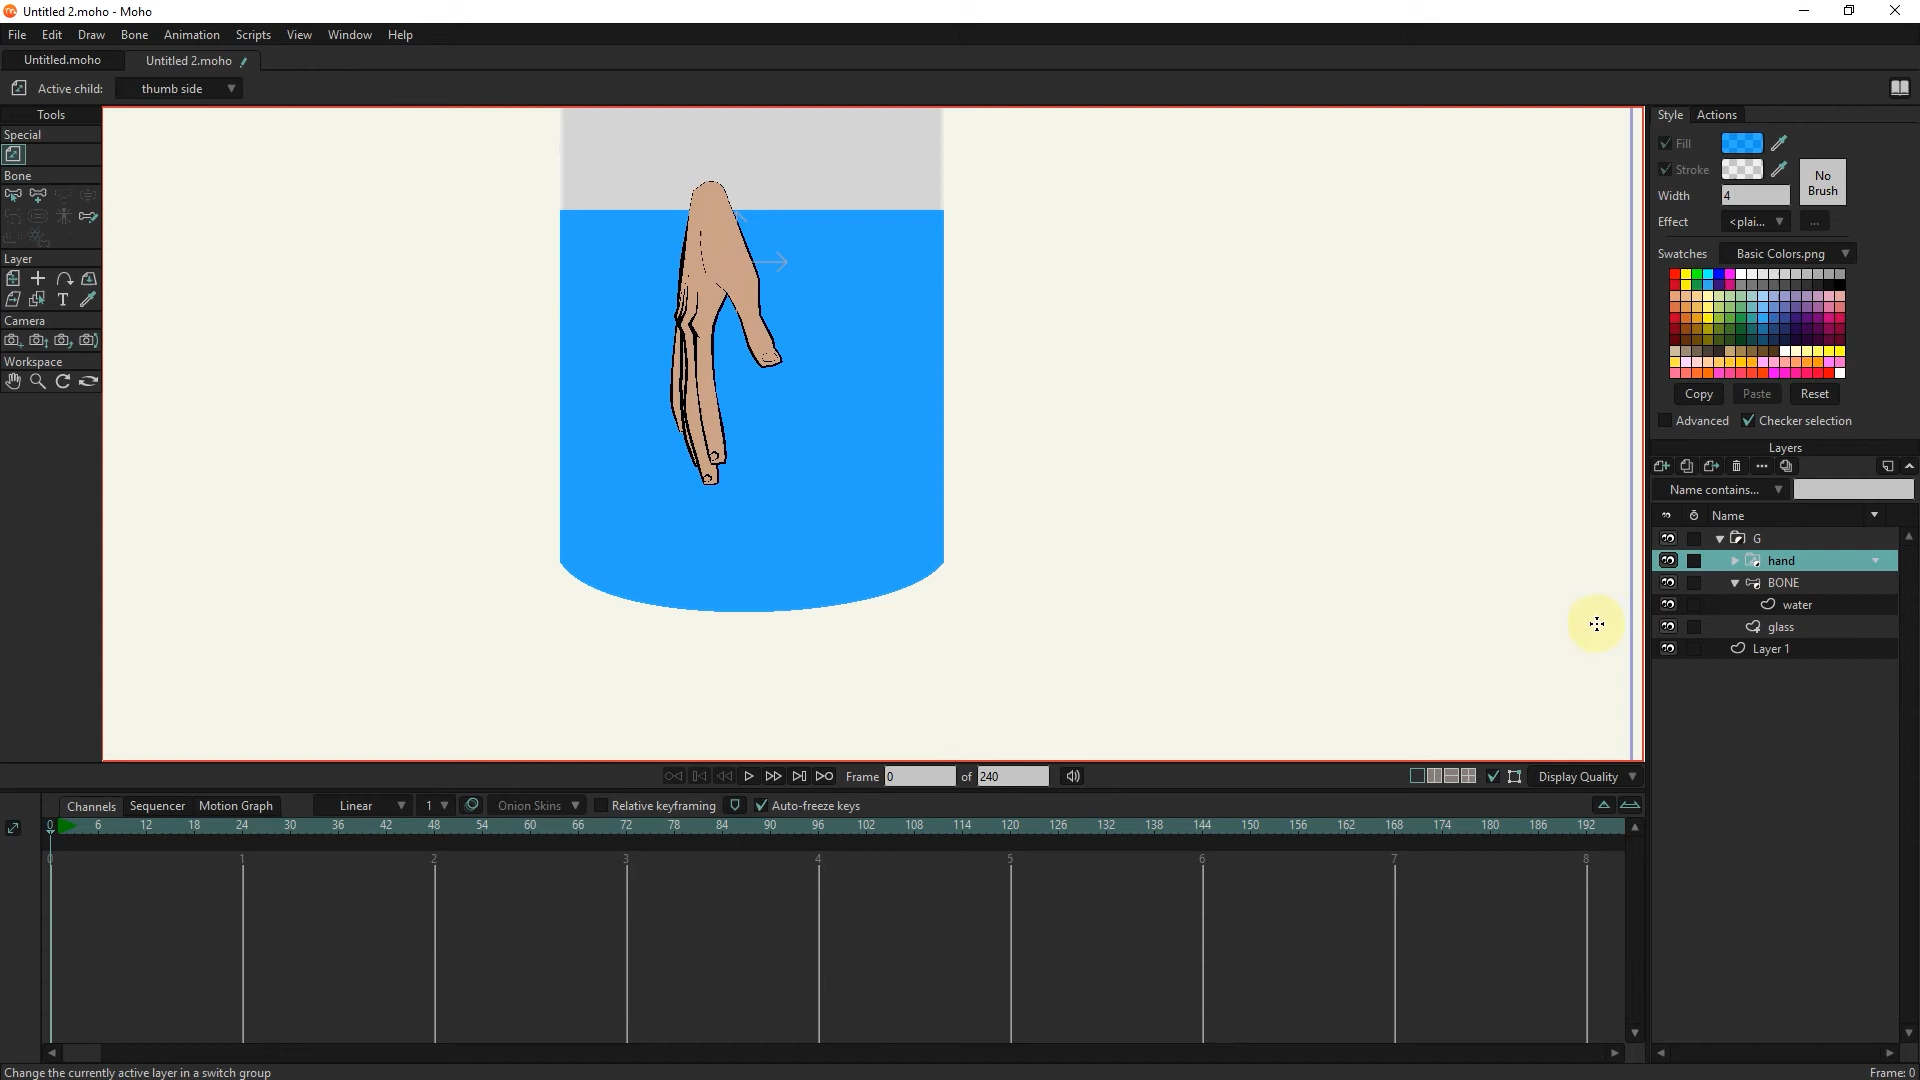 Untitled 2.moho - Moho
File Edit Draw Bone Animation Scripts View Window Help
Untitled.moho Untitled 2.moho
Active child: thumb side
Tools
Special
Bone
Layer
Camera
Workspace
Style Actions
Fill
Stroke
No Brush
Width 4
Effect <plai... ...
Swatches Basic Colors.png
Copy Paste Reset
Advanced Checker selection
Layers
Name contains...
Name
G
hand
BONE
water
glass
Layer 1
Frame 0 of 240 Display Quality
Channels Sequencer Motion Graph Linear 1 Onion Skins Relative keyframing Auto-freeze keys
0 6 12 18 24 30 36 42 48 54 60 66 72 78 84 90 96 102 108 114 120 126 132 138 144 150 156 162 168 174 180 186 192
0 1 2 3 4 5 6 7 8
Change the currently active layer in a switch group Frame: 0